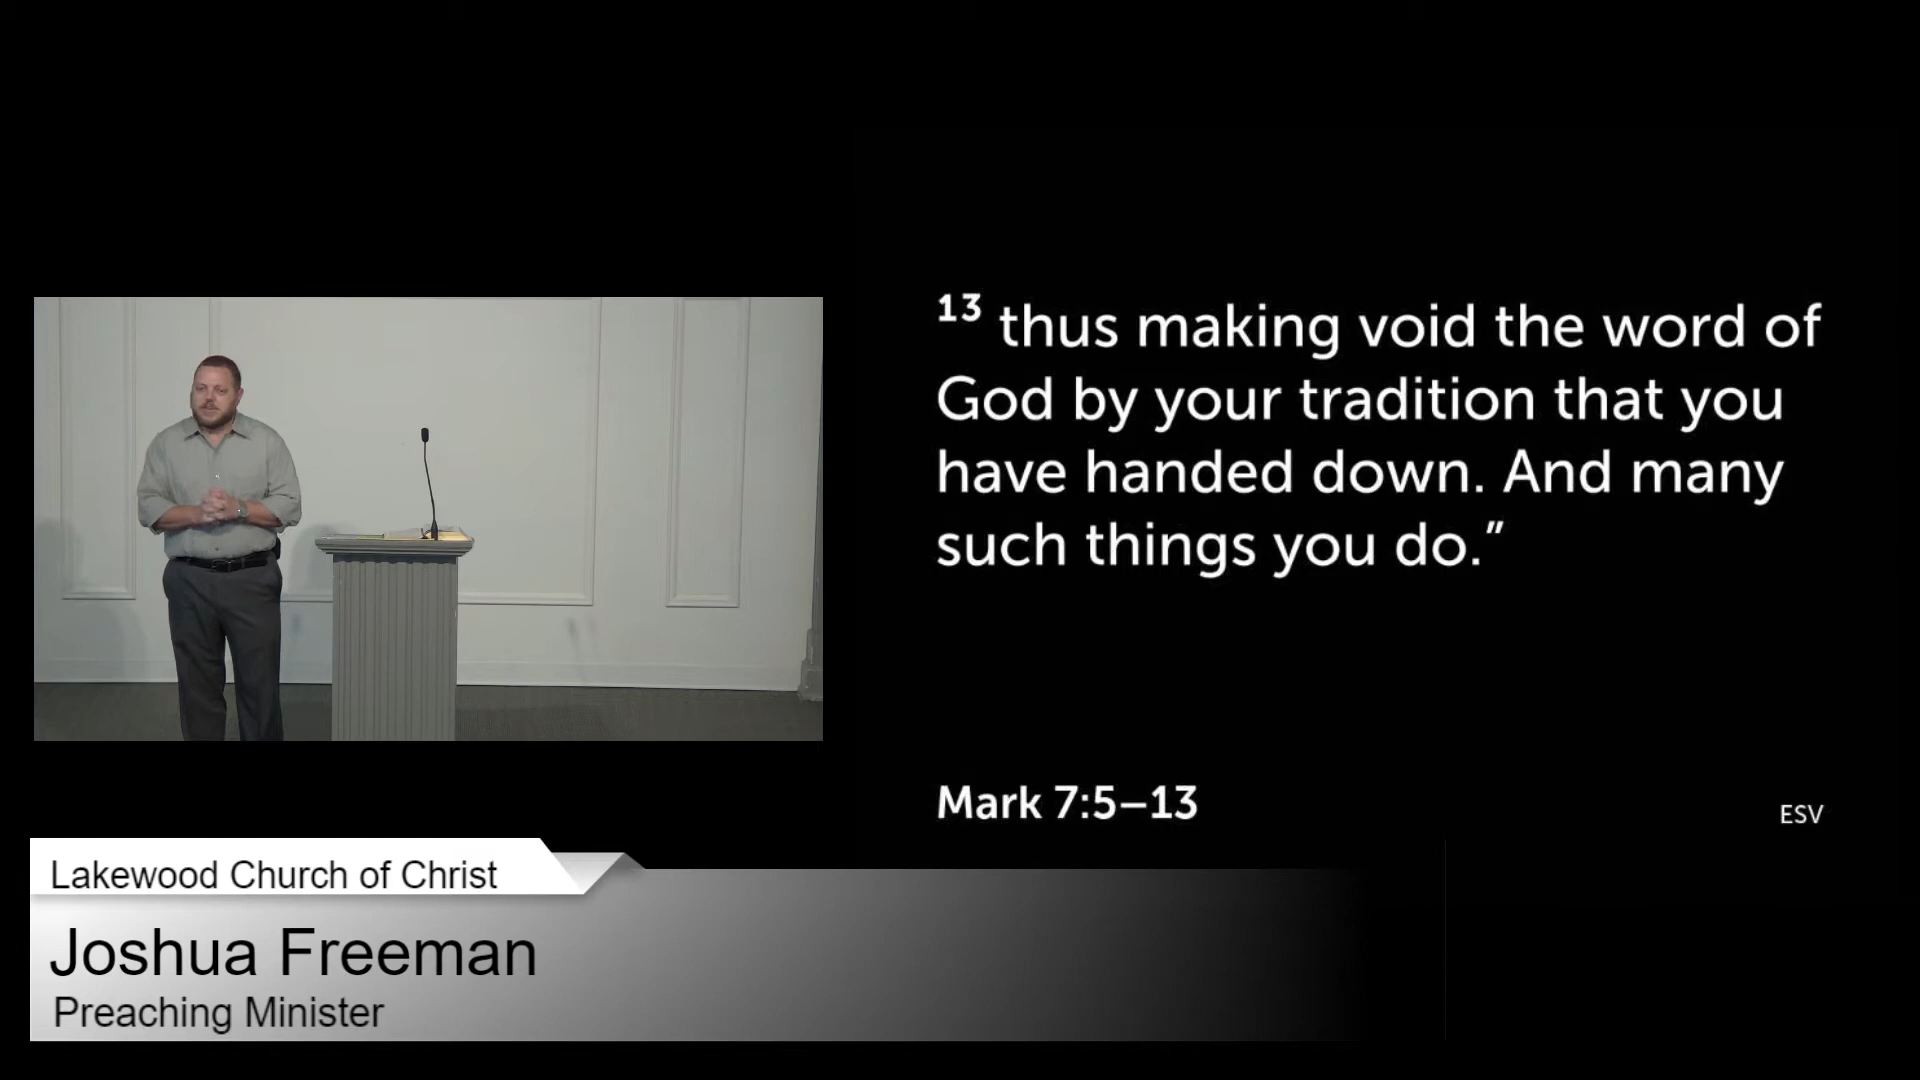 13 thus making void the word of
God by your tradition that you
have handed down. And many
such things you do.”
Mark 7:5–13
ESV
Lakewood Church of Christ
Joshua Freeman
Preaching Minister